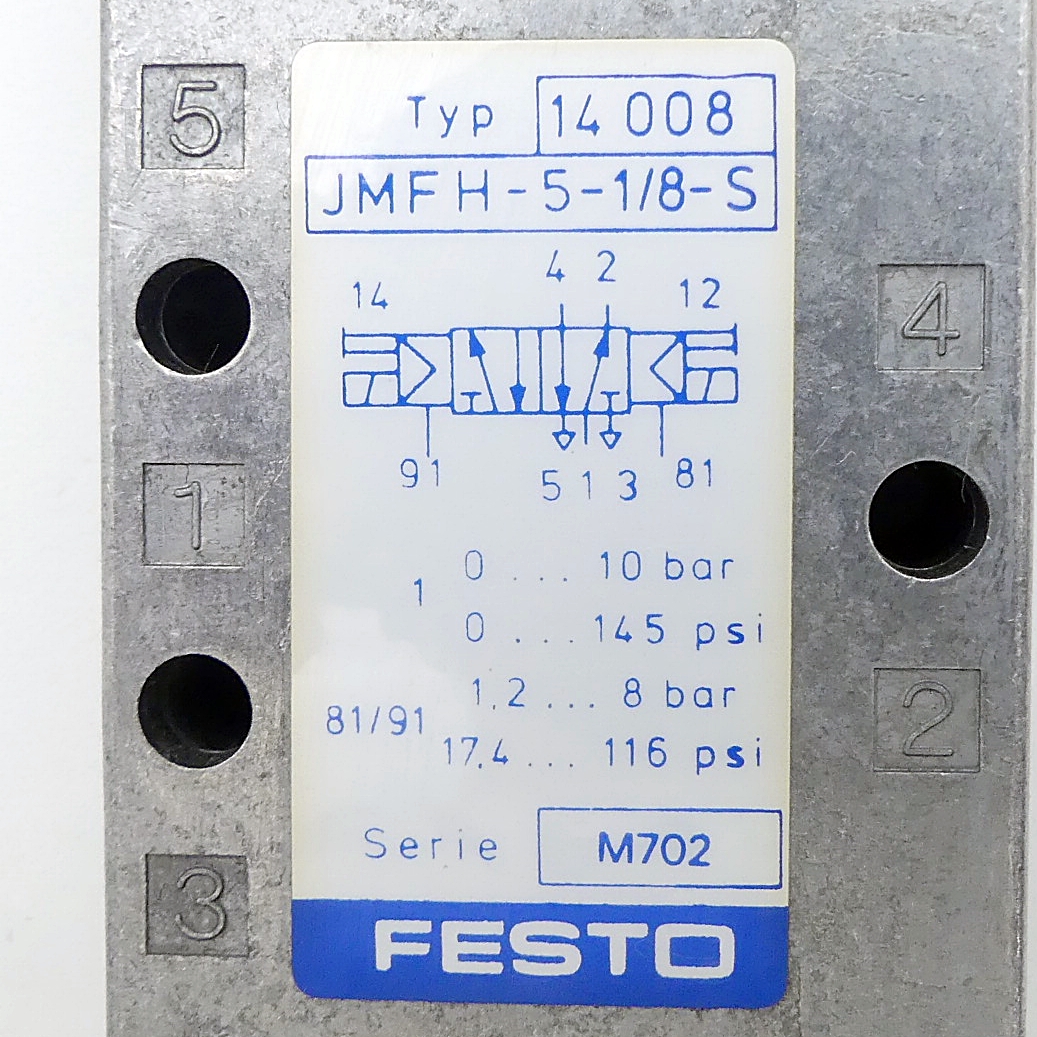 5
Typ 14 008
JMFH-5-1/8-S
4 2
14 12
4
91 5 1 3 81
1
0 ... 10 bar
1
0 ... 145 psi
1.2 ... 8 bar
2
81/91
17.4 ... 116 psi
Serie M702
3
FESTO